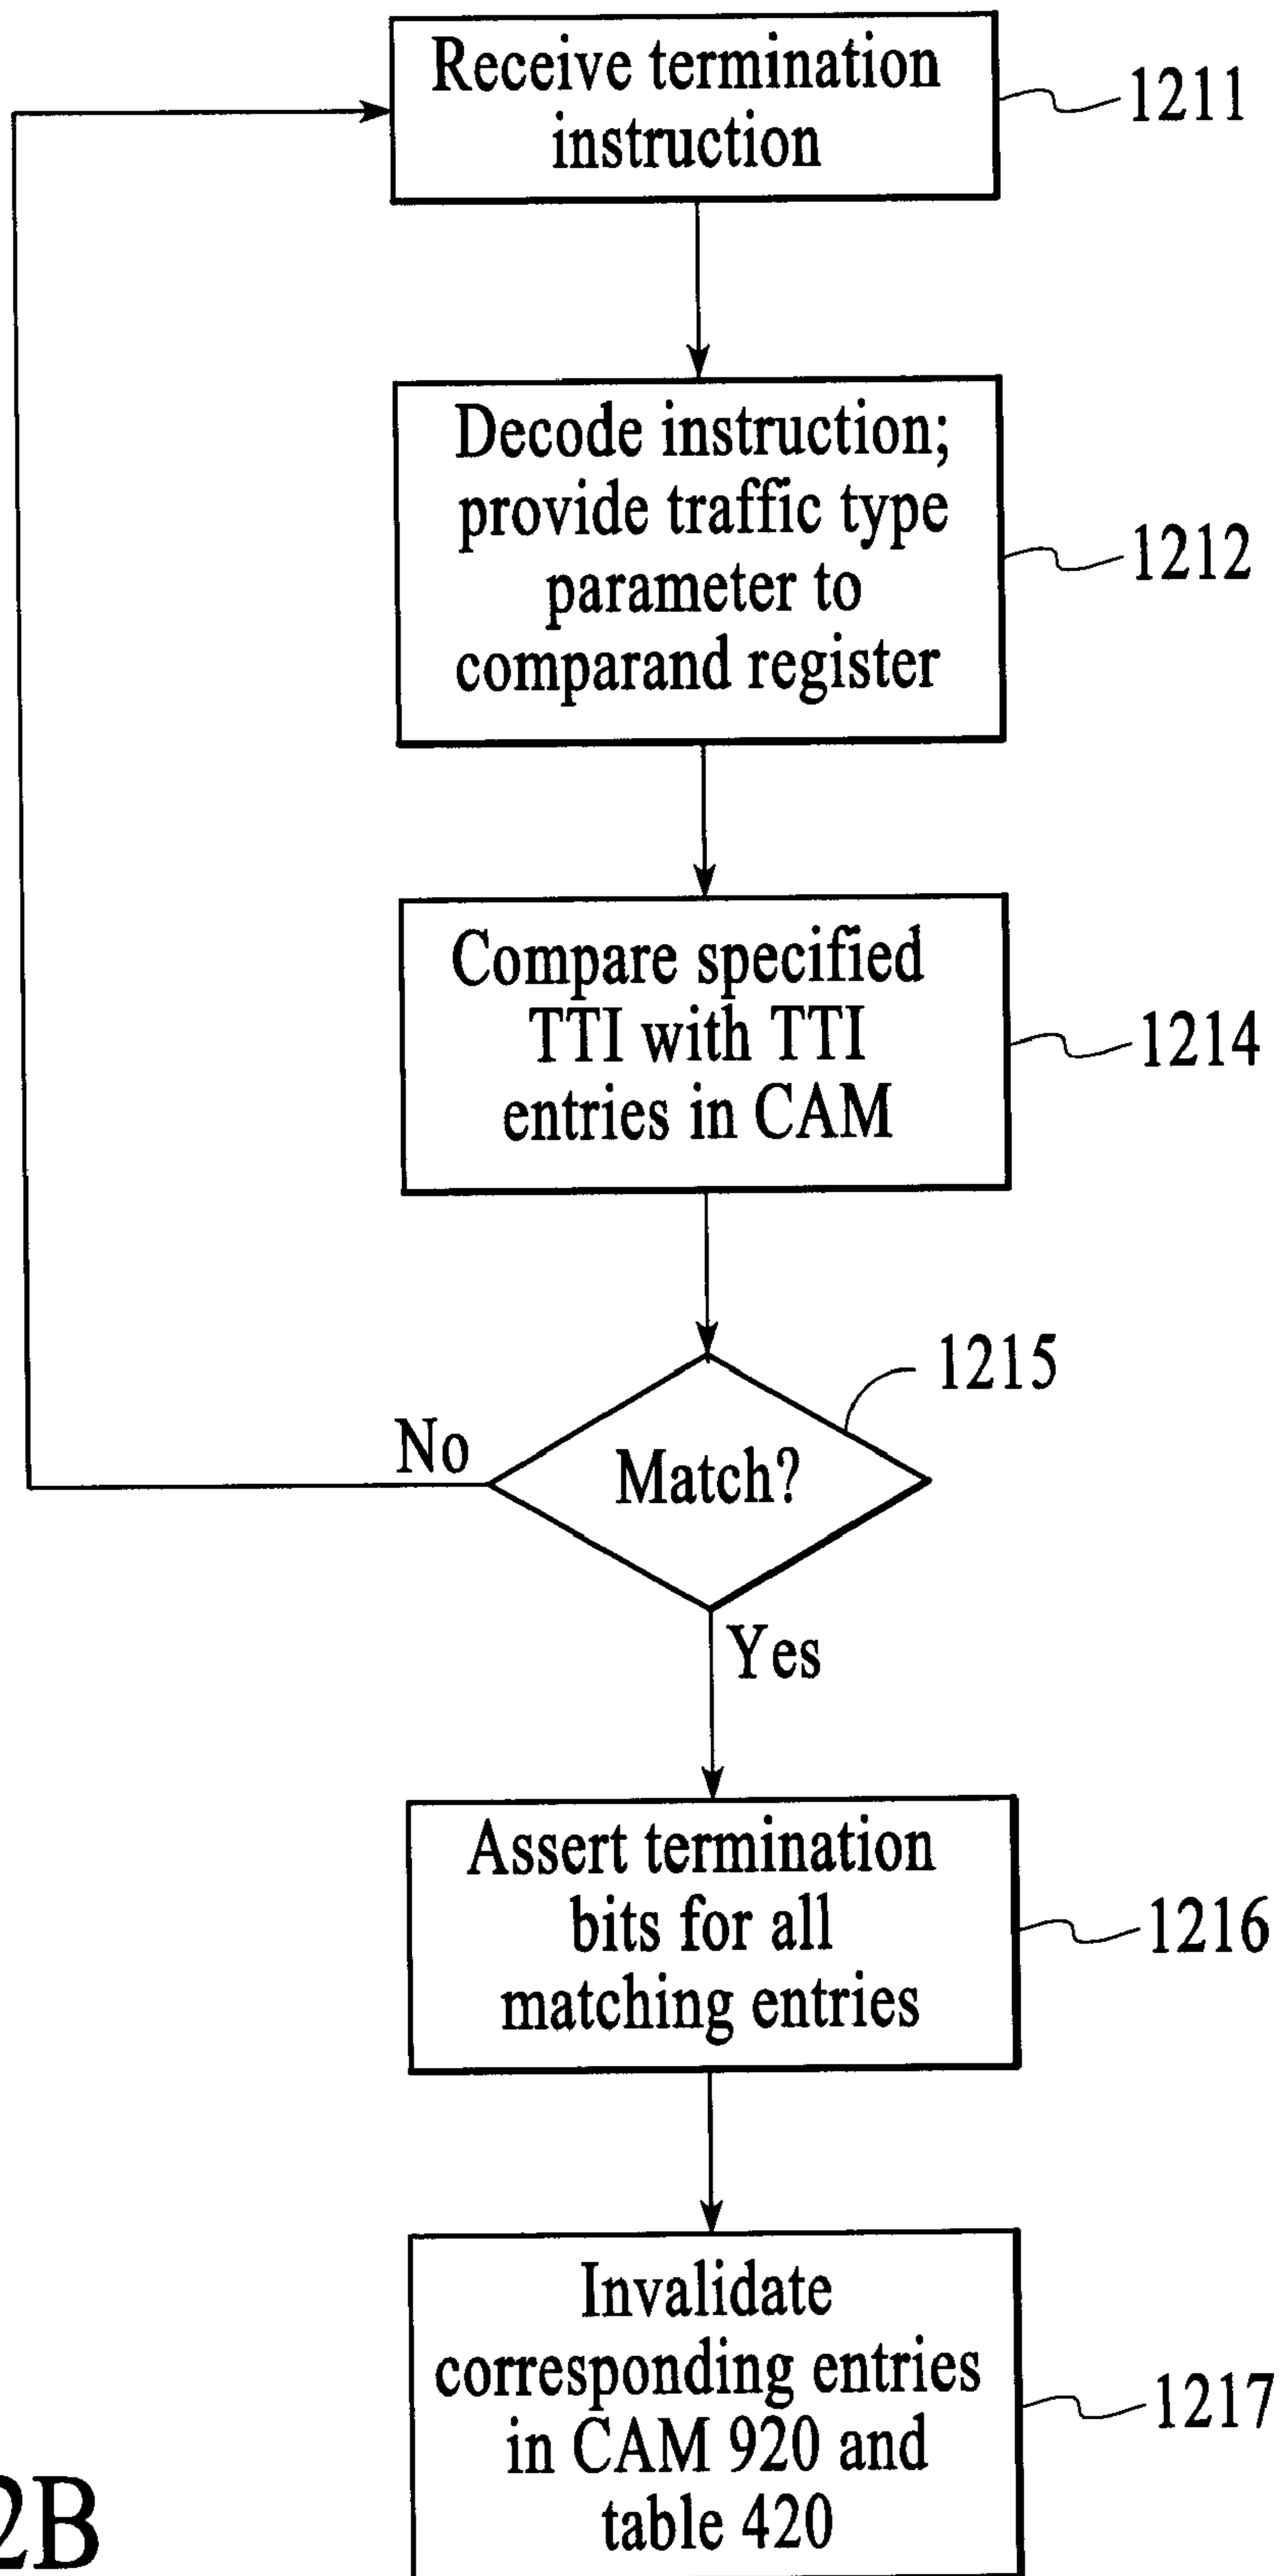 Receive termination
instruction
1211
Decode instruction;
provide traffic type
parameter to
comparand register
1212
Compare specified
TTI with TTI
entries in CAM
1214
1215
No
Match?
Yes
Assert termination
bits for all
matching entries
1216
Invalidate
corresponding entries
in CAM 920 and
table 420
1217
2B